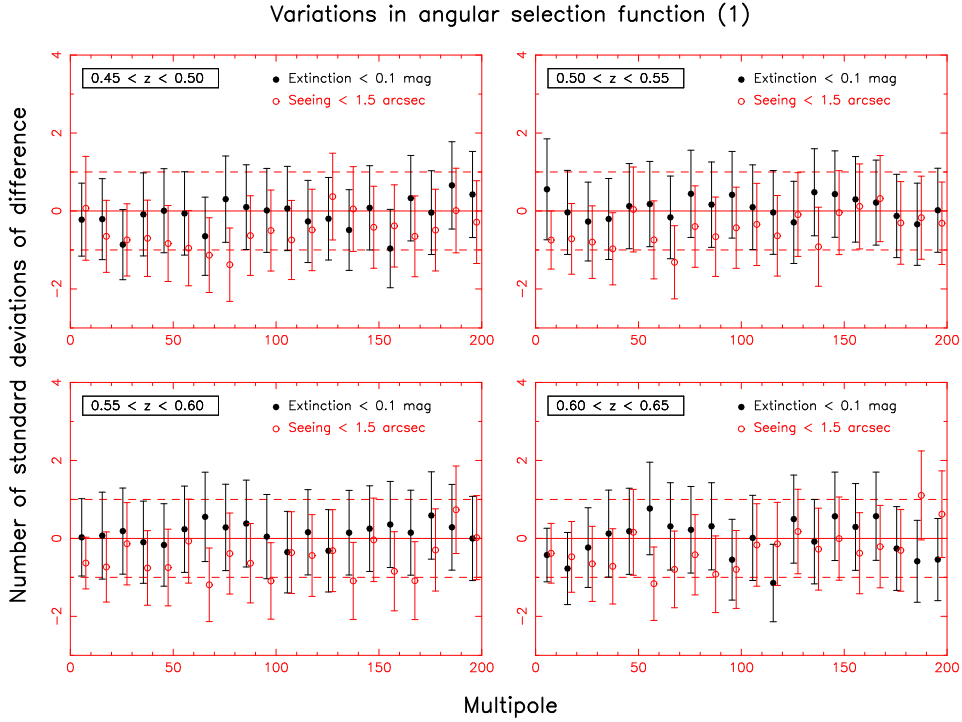 Variations in angular selection function (1)
Number of standard deviations of difference
4
2
0
−2
0.45 < z < 0.50
Extinction < 0.1 mag
Seeing < 1.5 arcsec
0 50 100 150 200
0.50 < z < 0.55
Extinction < 0.1 mag
Seeing < 1.5 arcsec
4
2
0
−2
0 50 100 150 200
4
2
0
−2
0.55 < z < 0.60
Extinction < 0.1 mag
Seeing < 1.5 arcsec
0 50 100 150 200
4
2
0
−2
0.60 < z < 0.65
Extinction < 0.1 mag
Seeing < 1.5 arcsec
0 50 100 150 200
Multipole